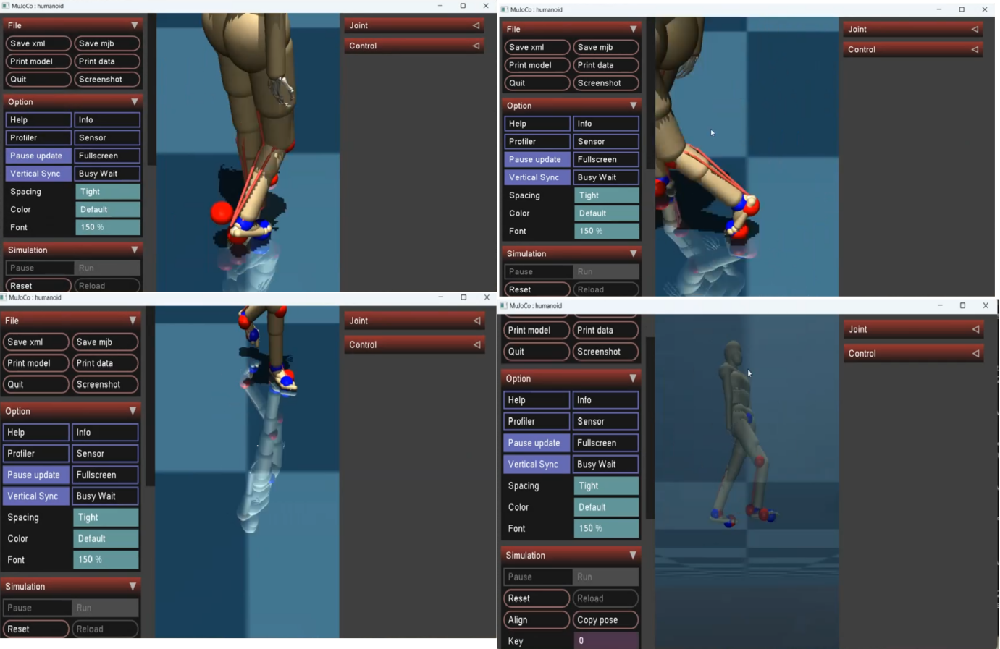 MuJoCo : humanoid
File
Save xml Save mjb
Print model Print data
Quit Screenshot
Option
Help Info
Profiler Sensor
Pause update Fullscreen
Vertical Sync Busy Wait
Spacing Tight
Color Default
Font 150 %
Simulation
Pause Run
Reset Reload
Joint
Control
MuJoCo : humanoid
File
Save xml Save mjb
Print model Print data
Quit Screenshot
Option
Help Info
Profiler Sensor
Pause update Fullscreen
Vertical Sync Busy Wait
Spacing Tight
Color Default
Font 150 %
Simulation
Pause Run
Reset Reload
Joint
Control
MuJoCo : humanoid
File
Save xml Save mjb
Print model Print data
Quit Screenshot
Option
Help Info
Profiler Sensor
Pause update Fullscreen
Vertical Sync Busy Wait
Spacing Tight
Color Default
Font 150 %
Simulation
Pause Run
Reset Reload
Joint
Control
MuJoCo : humanoid
Print model Print data
Quit Screenshot
Option
Help Info
Profiler Sensor
Pause update Fullscreen
Vertical Sync Busy Wait
Spacing Tight
Color Default
Font 150 %
Simulation
Pause Run
Reset Reload
Align Copy pose
Key 0
Joint
Control